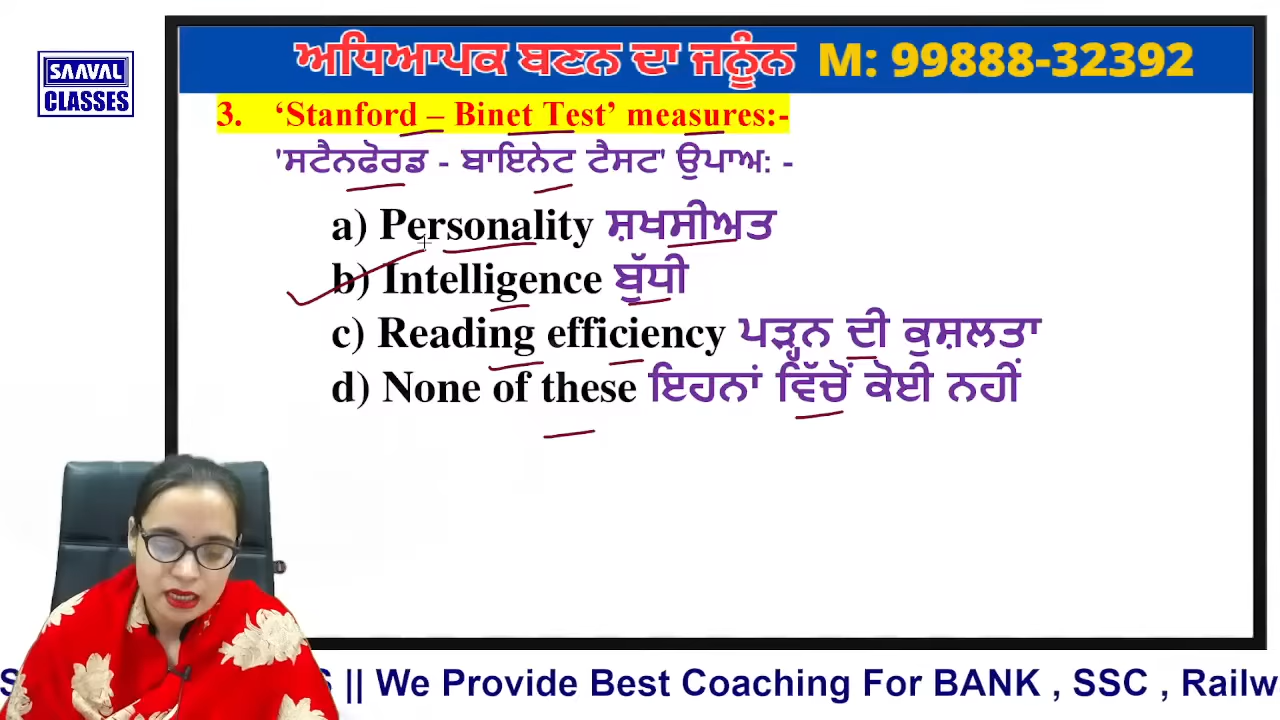 SAAVAL
CLASSES
ਅਧਿਆਪਕ ਬਣਨ ਦਾ ਜਨੂੰਨ M: 99888-32392
3. ‘Stanford – Binet Test’ measures:-
'ਸਟੈਨਫੋਰਡ - ਬਾਇਨੇਟ ਟੈਸਟ' ਉਪਾਅ: -
a) Personality ਸ਼ਖਸੀਅਤ
b) Intelligence ਬੁੱਧੀ
c) Reading efficiency ਪੜ੍ਹਨ ਦੀ ਕੁਸ਼ਲਤਾ
d) None of these ਇਹਨਾਂ ਵਿੱਚੋਂ ਕੋਈ ਨਹੀਂ
|| We Provide Best Coaching For BANK , SSC ,